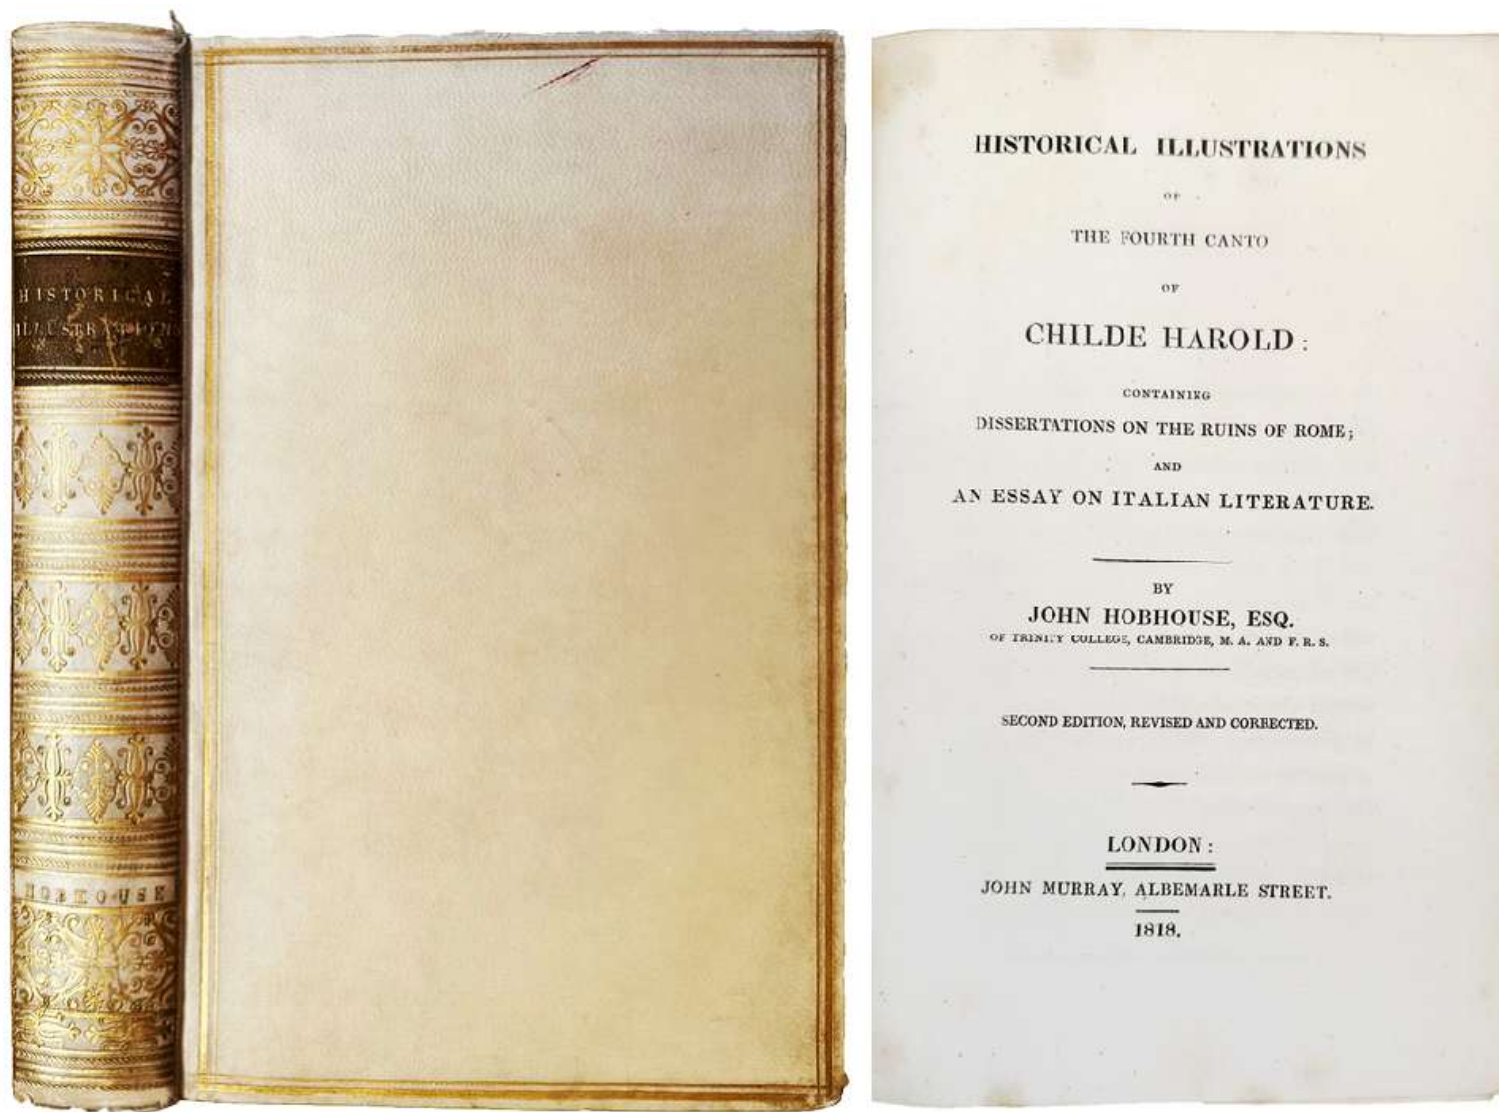 HISTORICAL
ILLUSTRATIONS
HOBHOUSE
HISTORICAL ILLUSTRATIONS
OF
THE FOURTH CANTO
OF
CHILDE HAROLD:
CONTAINING
DISSERTATIONS ON THE RUINS OF ROME;
AND
AN ESSAY ON ITALIAN LITERATURE.
BY
JOHN HOBHOUSE, ESQ.
OF TRINITY COLLEGE, CAMBRIDGE, M. A. AND F. R. S.
SECOND EDITION, REVISED AND CORRECTED.
LONDON:
JOHN MURRAY, ALBEMARLE STREET.
1818.